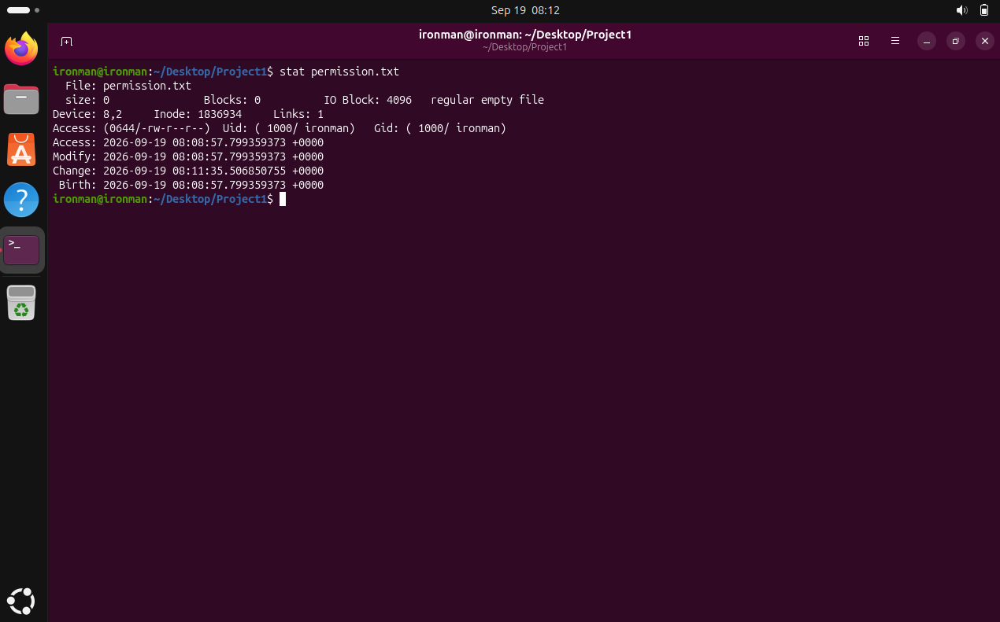 Sep 19 08:12
ironman@ironman: ~/Desktop/Project1
~/Desktop/Project1
ironman@ironman:~/Desktop/Project1$ stat permission.txt
  File: permission.txt
  size: 0               Blocks: 0          IO Block: 4096   regular empty file
Device: 8,2     Inode: 1836934     Links: 1
Access: (0644/-rw-r--r--)  Uid: ( 1000/ ironman)   Gid: ( 1000/ ironman)
Access: 2026-09-19 08:08:57.799359373 +0000
Modify: 2026-09-19 08:08:57.799359373 +0000
Change: 2026-09-19 08:11:35.506850755 +0000
 Birth: 2026-09-19 08:08:57.799359373 +0000
ironman@ironman:~/Desktop/Project1$